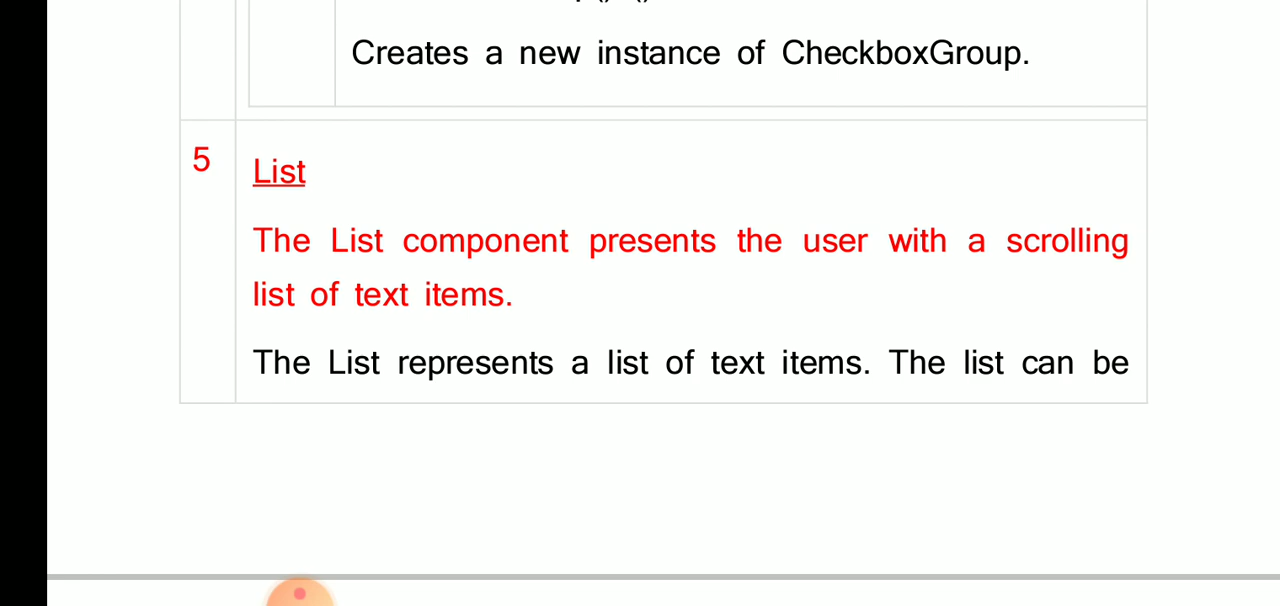 Creates a new instance of CheckboxGroup.
5
List
The List component presents the user with a scrolling
list of text items.
The List represents a list of text items. The list can be